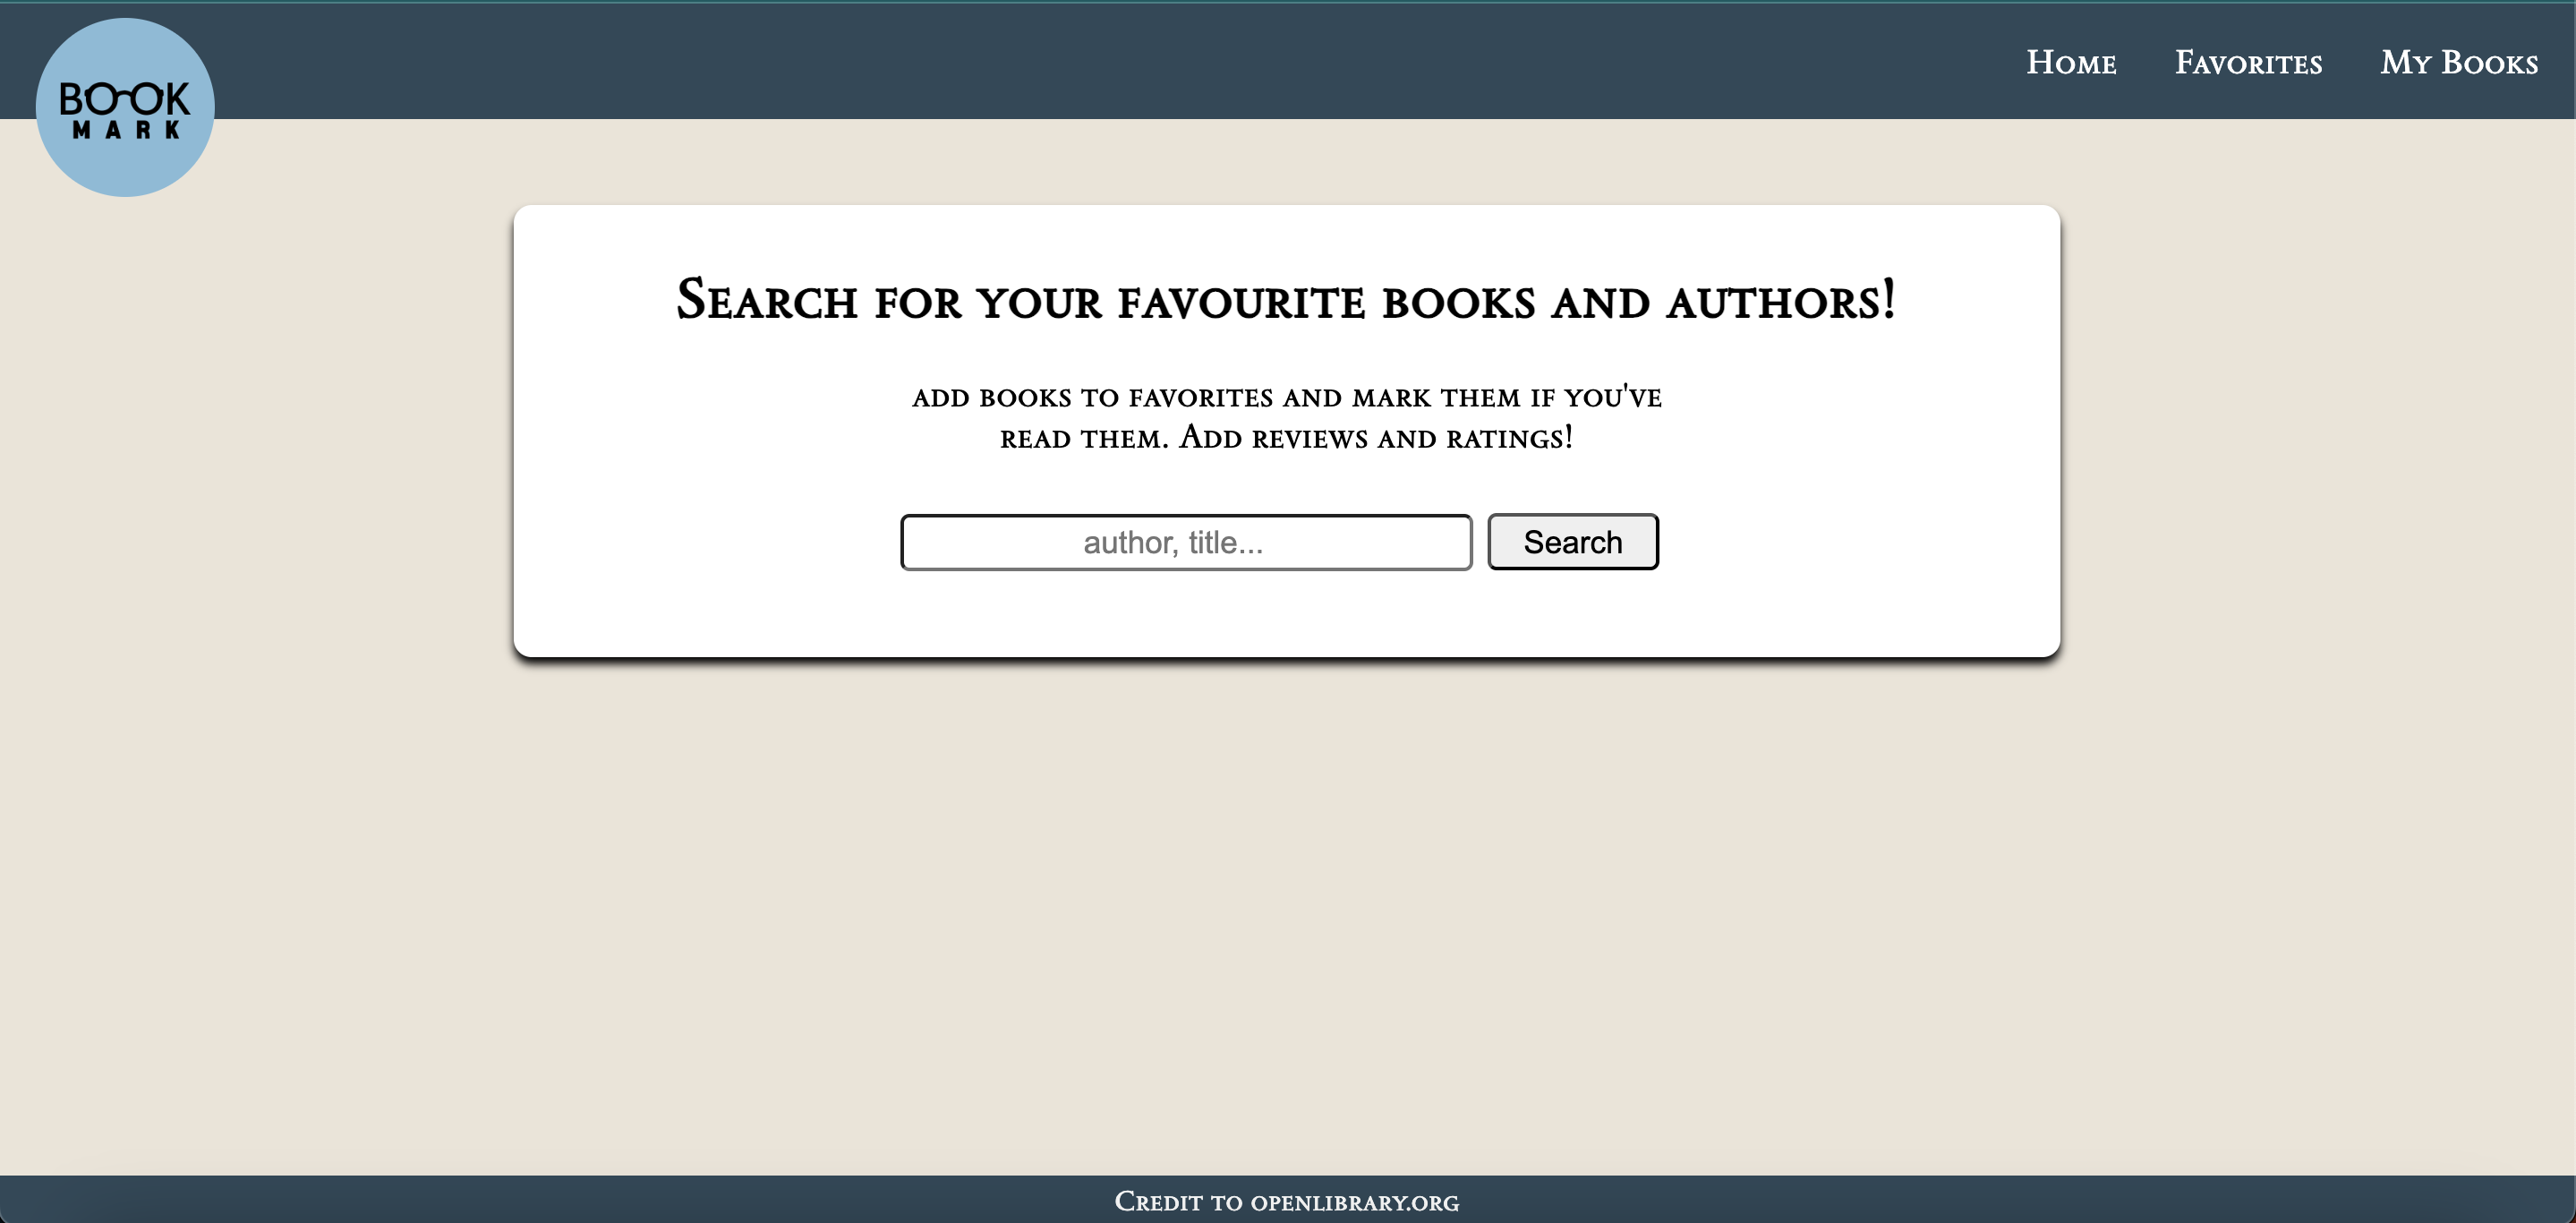 BOOK
MARK
Home Favorites My Books
Search for your favourite books and authors!
add books to favorites and mark them if you've
read them. Add reviews and ratings!
author, title... Search
Credit to openlibrary.org